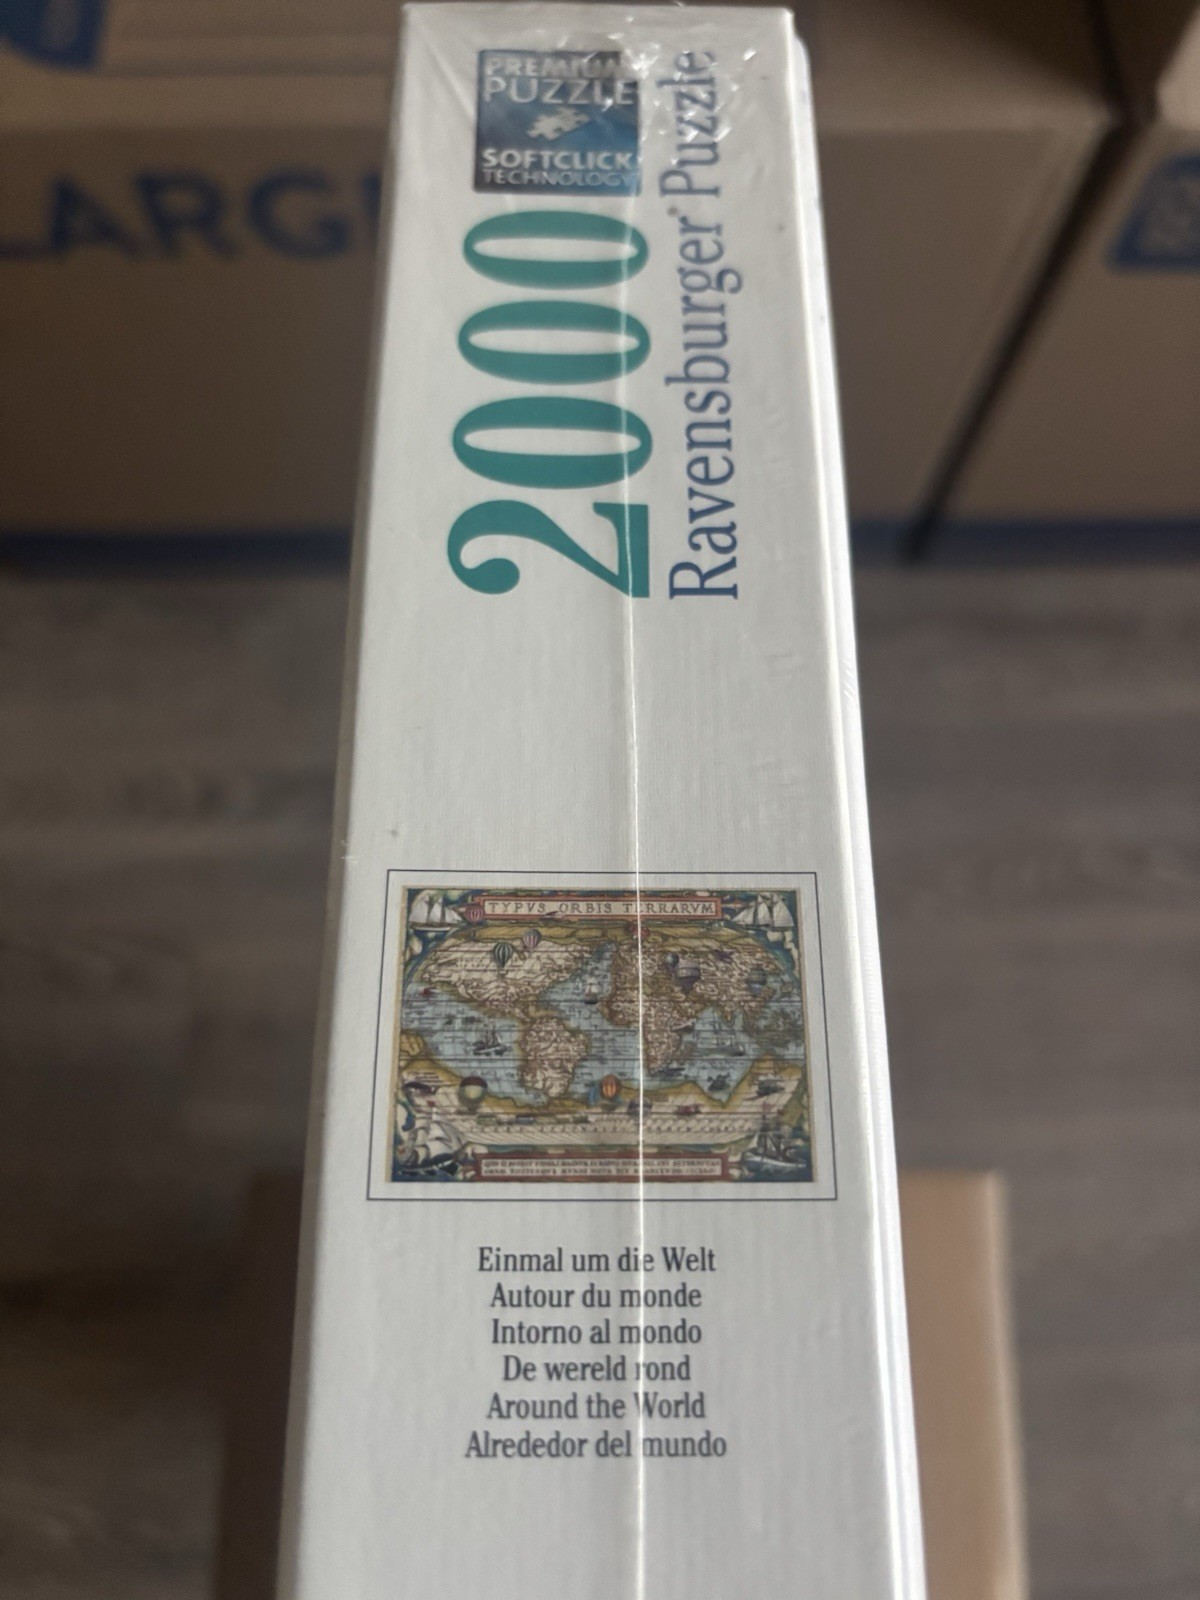 LARG
PREMIUM
PUZZLE
SOFTCLICK
TECHNOLOGY
2000
Ravensburger® Puzzle
TYPVS ORBIS TERRARVM
Einmal um die Welt
Autour du monde
Intorno al mondo
De wereld rond
Around the World
Alrededor del mundo